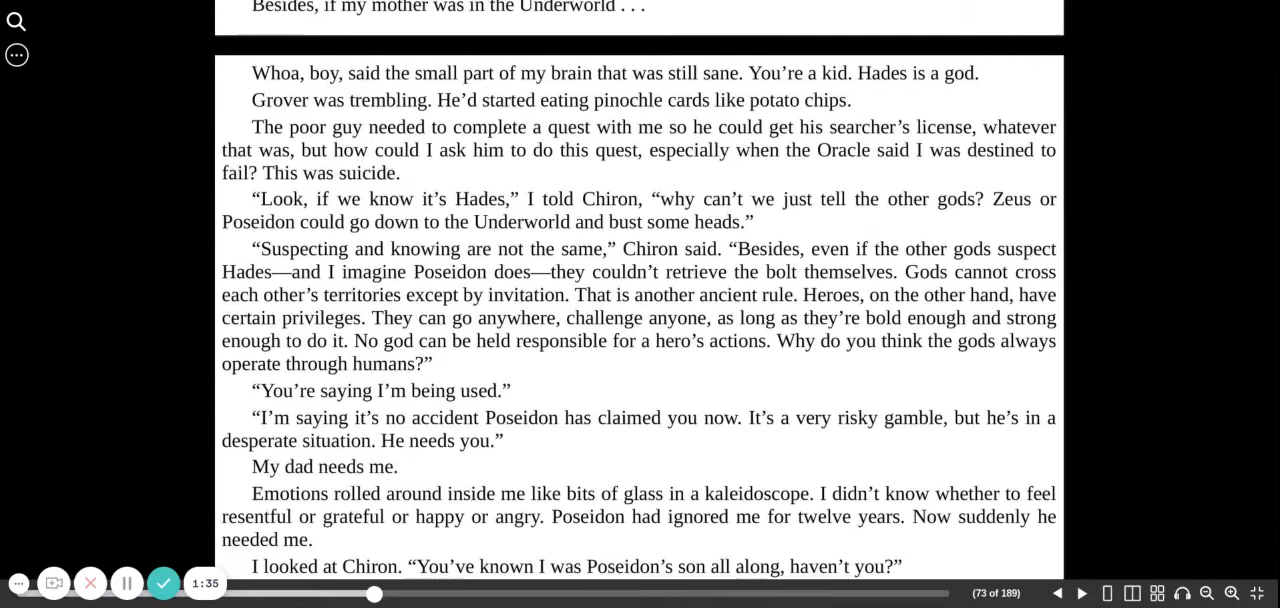 Besides, if my mother was in the Underworld . . .
Whoa, boy, said the small part of my brain that was still sane. You’re a kid. Hades is a god.
Grover was trembling. He’d started eating pinochle cards like potato chips.
The poor guy needed to complete a quest with me so he could get his searcher’s license, whatever
that was, but how could I ask him to do this quest, especially when the Oracle said I was destined to
fail? This was suicide.
“Look, if we know it’s Hades,” I told Chiron, “why can’t we just tell the other gods? Zeus or
Poseidon could go down to the Underworld and bust some heads.”
“Suspecting and knowing are not the same,” Chiron said. “Besides, even if the other gods suspect
Hades—and I imagine Poseidon does—they couldn’t retrieve the bolt themselves. Gods cannot cross
each other’s territories except by invitation. That is another ancient rule. Heroes, on the other hand, have
certain privileges. They can go anywhere, challenge anyone, as long as they’re bold enough and strong
enough to do it. No god can be held responsible for a hero’s actions. Why do you think the gods always
operate through humans?”
“You’re saying I’m being used.”
“I’m saying it’s no accident Poseidon has claimed you now. It’s a very risky gamble, but he’s in a
desperate situation. He needs you.”
My dad needs me.
Emotions rolled around inside me like bits of glass in a kaleidoscope. I didn’t know whether to feel
resentful or grateful or happy or angry. Poseidon had ignored me for twelve years. Now suddenly he
needed me.
I looked at Chiron. “You’ve known I was Poseidon’s son all along, haven’t you?”
1:35
(73 of 189)